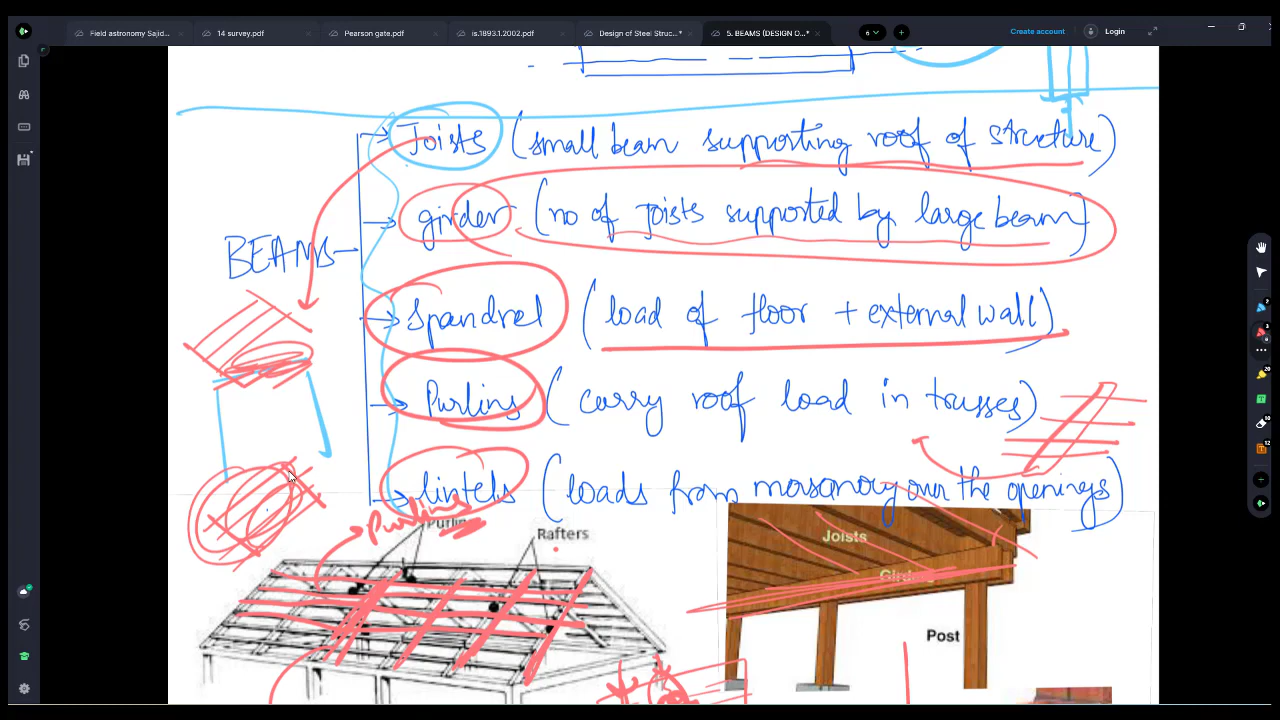 Field astronomy Sajid... 14 survey.pdf Pearson gate.pdf is.1893.1.2002.pdf Design of Steel Struc...* 5. BEAMS (DESIGN O...* 6 Create account Login
Joists (small beam supporting roof of structure)
girder (no of joists supported by large beam)
BEAMS
Spandrel (load of floor + external wall)
Purlins (carry roof load in trusses)
lintels (loads from masonary over the openings)
Purlins Purlin
Rafters
Joists
Post